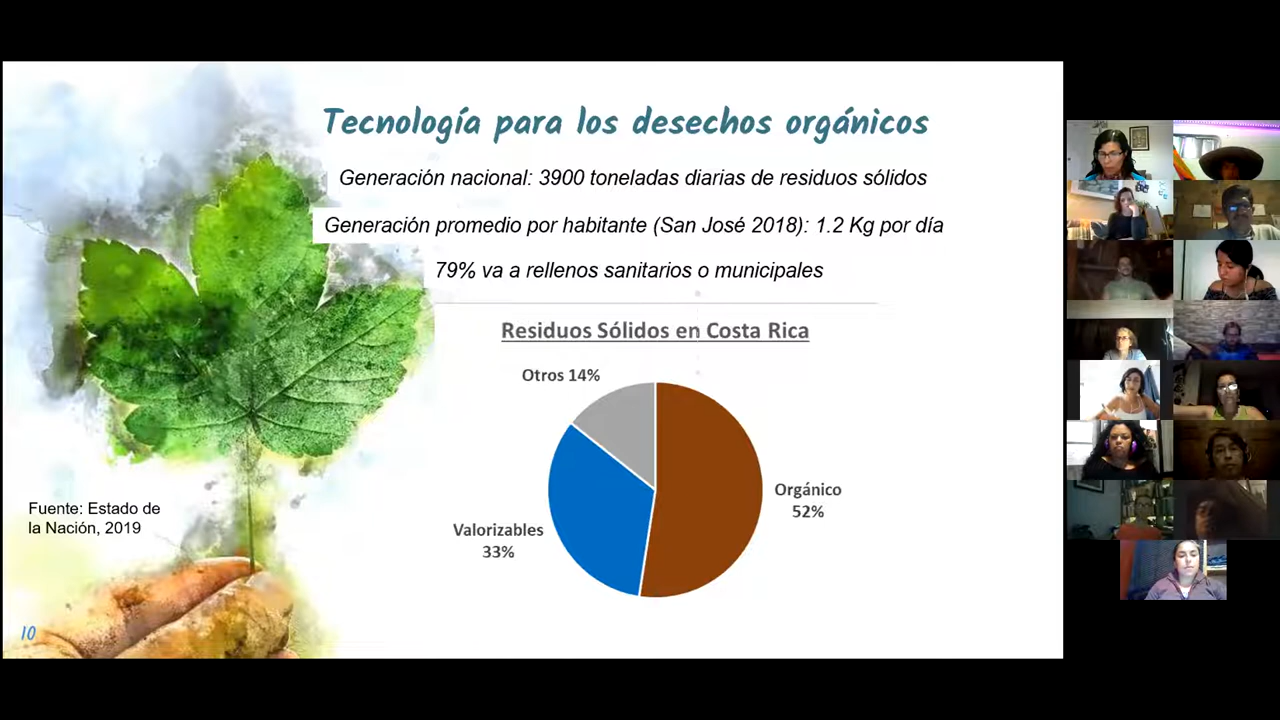 Tecnología para los desechos orgánicos
Generación nacional: 3900 toneladas diarias de residuos sólidos
Generación promedio por habitante (San José 2018): 1.2 Kg por día
79% va a rellenos sanitarios o municipales
Residuos Sólidos en Costa Rica
Otros 14%
Orgánico
52%
Valorizables
33%
Fuente: Estado de
la Nación, 2019
10